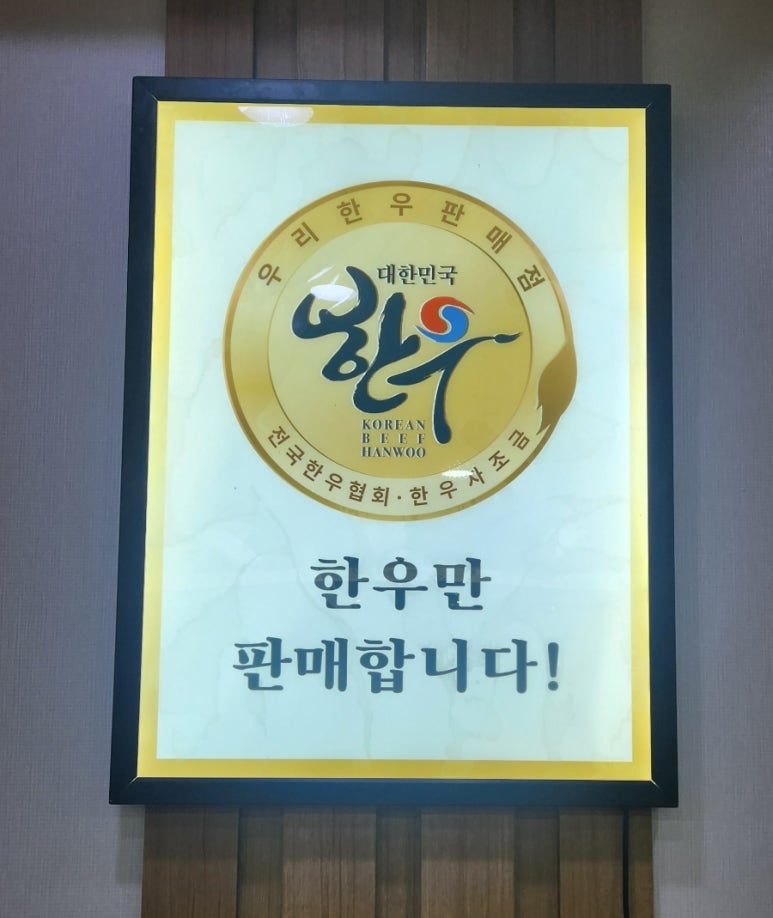 우리한우판매점
대한민국
한우
KOREAN
BEEF
HANWOO
전국한우협회·한우자조금
한우만
판매합니다!